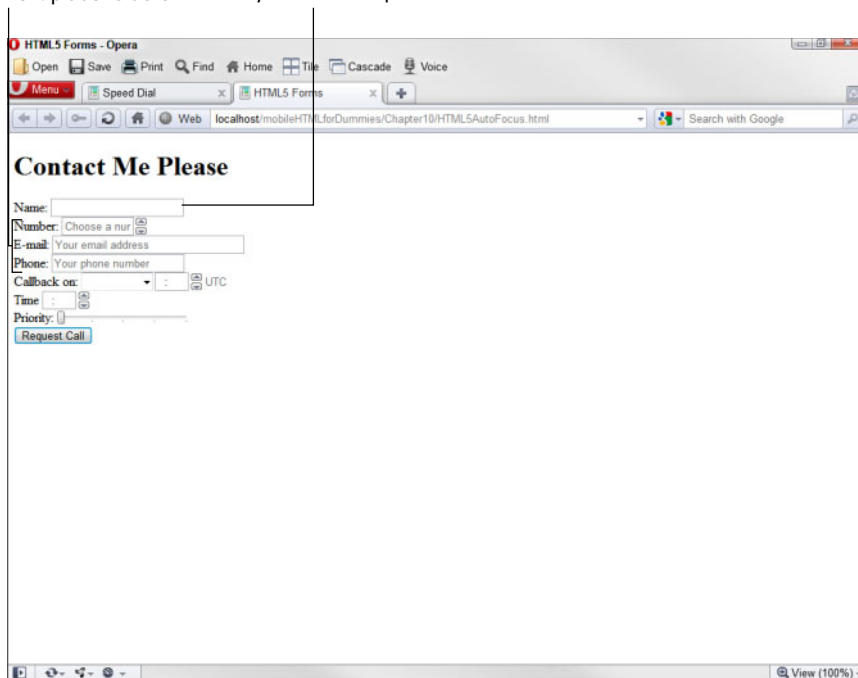 HTML5 Forms - Opera
Open Save Print Find Home Tile Cascade Voice
Menu Speed Dial x HTML5 Forms x +
Web localhost/mobileHTMLforDummies/Chapter10/HTML5AutoFocus.html Search with Google
Contact Me Please
Name:
Number: Choose a nur
E-mail: Your email address
Phone: Your phone number
Callback on: : UTC
Time :
Priority:
Request Call
View (100%)